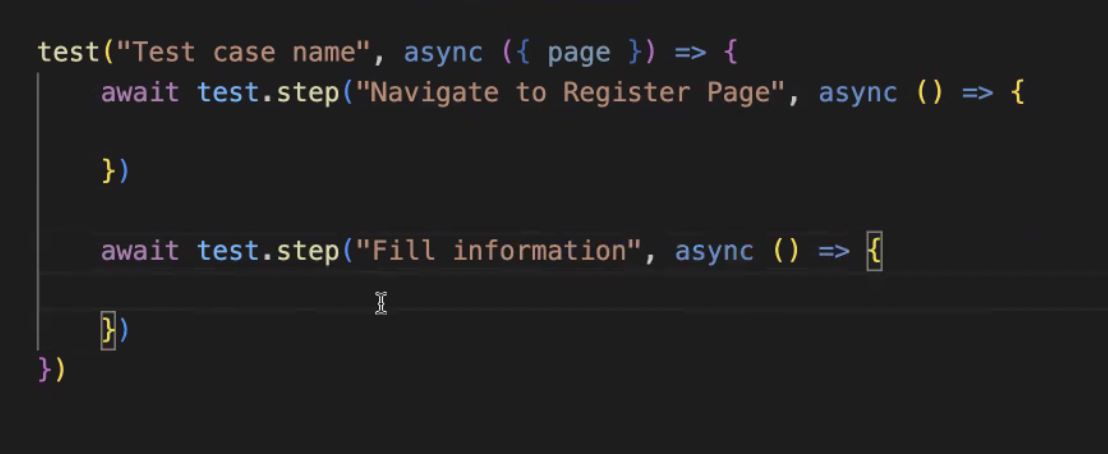 test("Test case name", async ({ page }) => {
    await test.step("Navigate to Register Page", async () => {
    })
    await test.step("Fill information", async () => {
    })
})